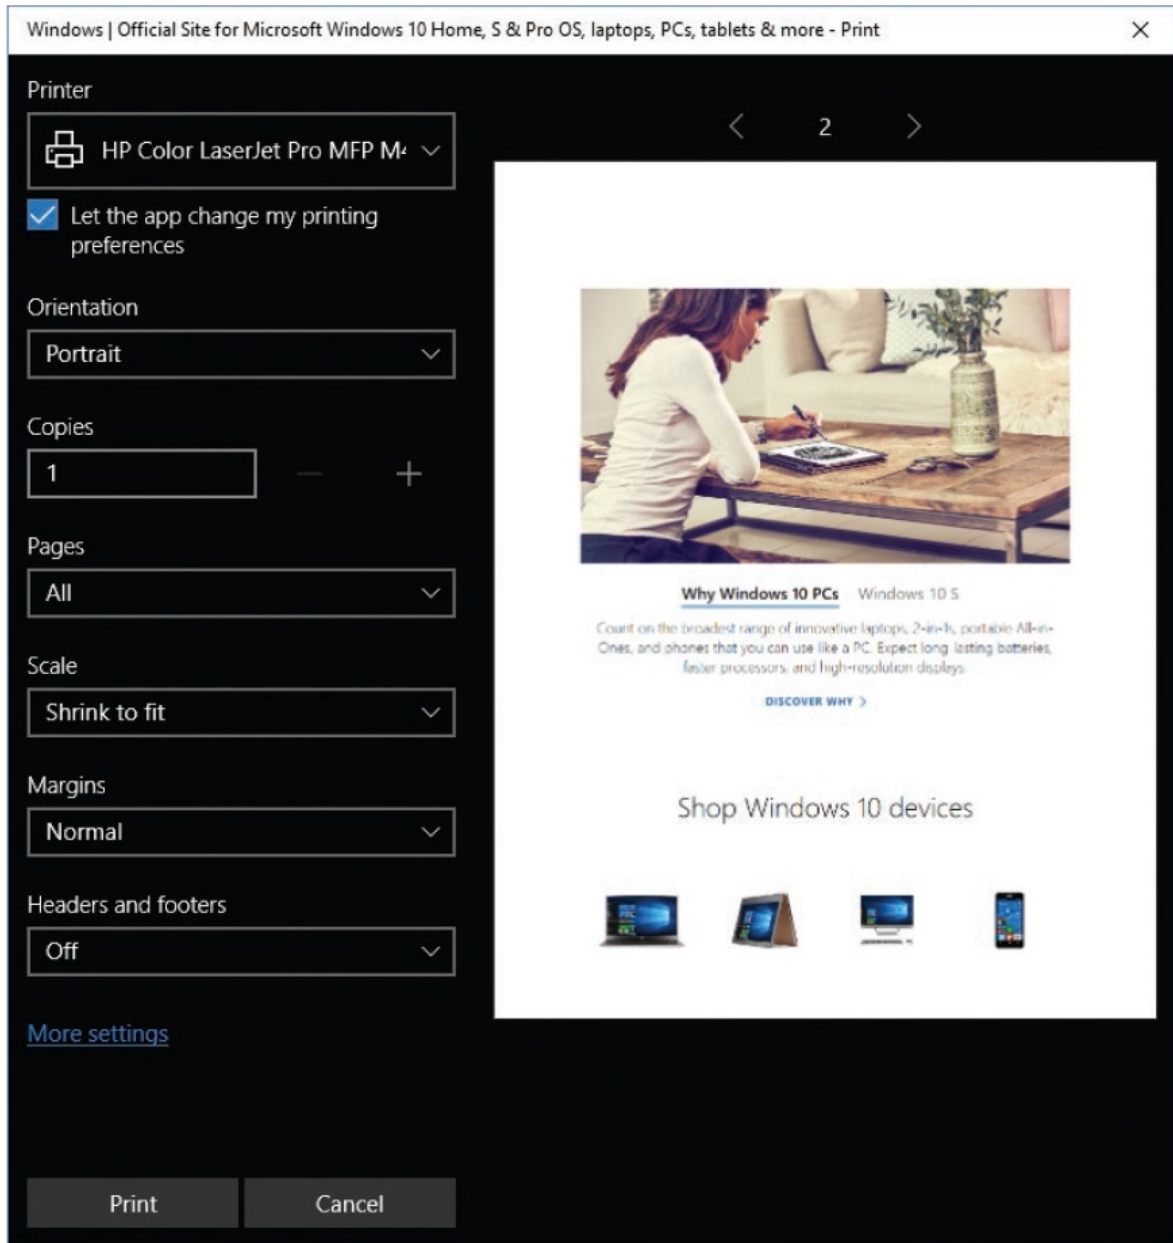 Windows | Official Site for Microsoft Windows 10 Home, S & Pro OS, laptops, PCs, tablets & more - Print
Printer
HP Color LaserJet Pro MFP M4
Let the app change my printing
preferences
Orientation
Portrait
Copies
1
Pages
All
Scale
Shrink to fit
Margins
Normal
Headers and footers
Off
More settings
Print Cancel
2
Why Windows 10 PCs Windows 10 S
Count on the broadest range of innovative laptops, 2-in-1s, portable All-in-
Ones, and phones that you can use like a PC. Expect long lasting batteries,
faster processors, and high-resolution displays.
DISCOVER WHY
Shop Windows 10 devices